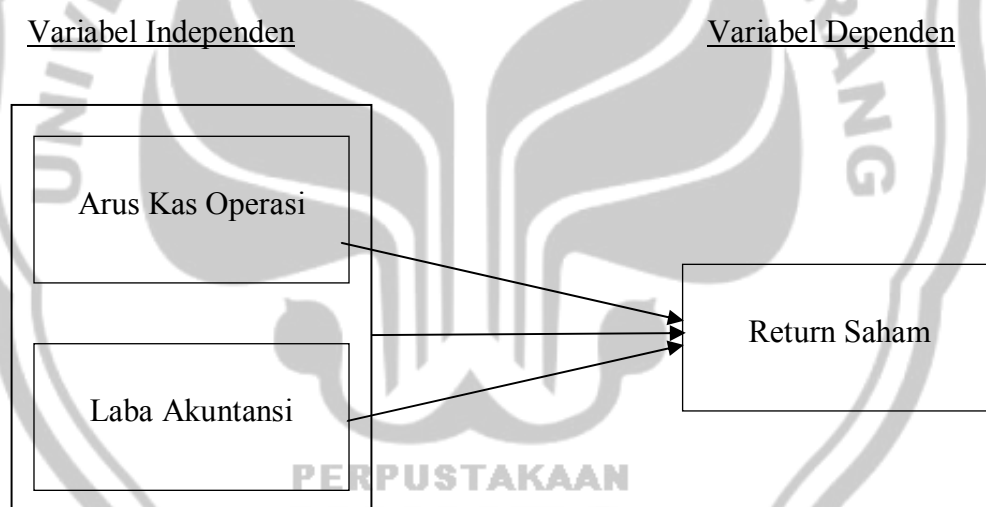 Variabel Independen
Variabel Dependen
Arus Kas Operasi
Return Saham
Laba Akuntansi
PERPUSTAKAAN